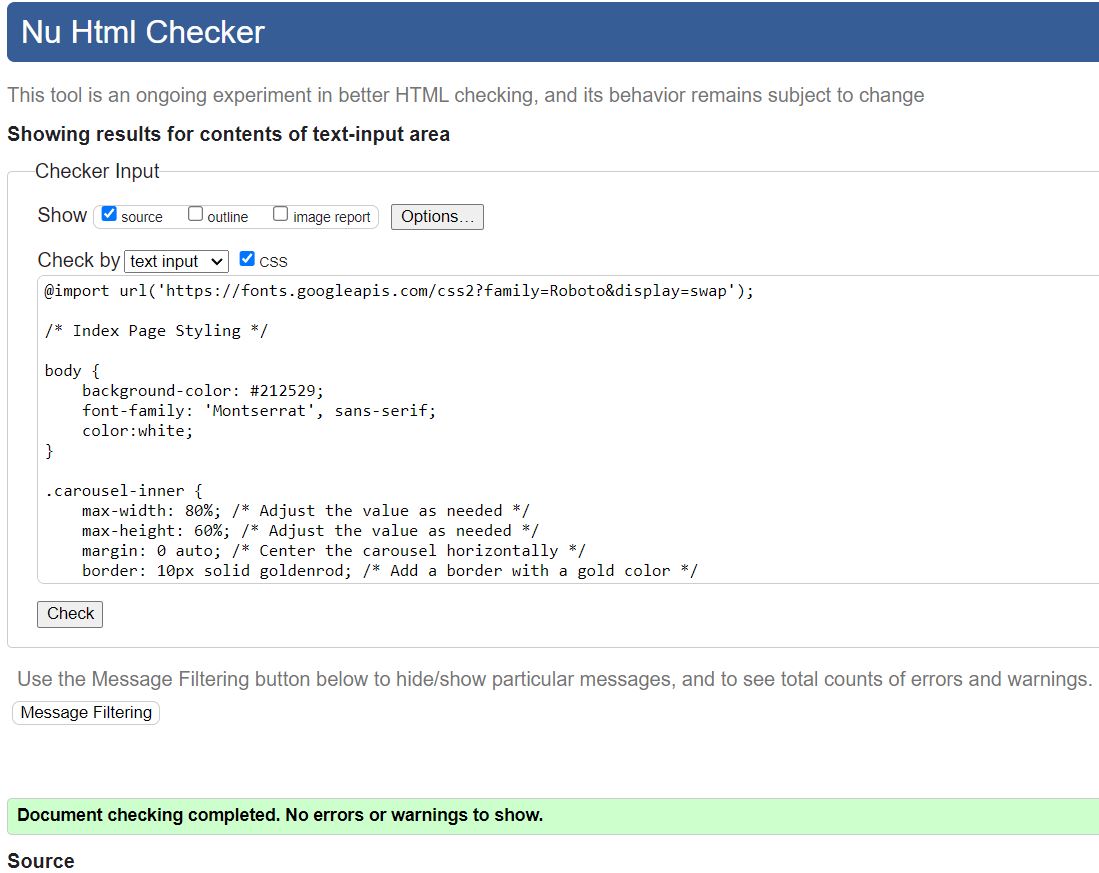 Nu Html Checker
This tool is an ongoing experiment in better HTML checking, and its behavior remains subject to change
Showing results for contents of text-input area
Checker Input
Show source outline image report Options...
Check by text input CSS
@import url('https://fonts.googleapis.com/css2?family=Roboto&display=swap');
/* Index Page Styling */
body {
background-color: #212529;
font-family: 'Montserrat', sans-serif;
color:white;
}
.carousel-inner {
max-width: 80%; /* Adjust the value as needed */
max-height: 60%; /* Adjust the value as needed */
margin: 0 auto; /* Center the carousel horizontally */
border: 10px solid goldenrod; /* Add a border with a gold color */
Check
Use the Message Filtering button below to hide/show particular messages, and to see total counts of errors and warnings.
Message Filtering
Document checking completed. No errors or warnings to show.
Source